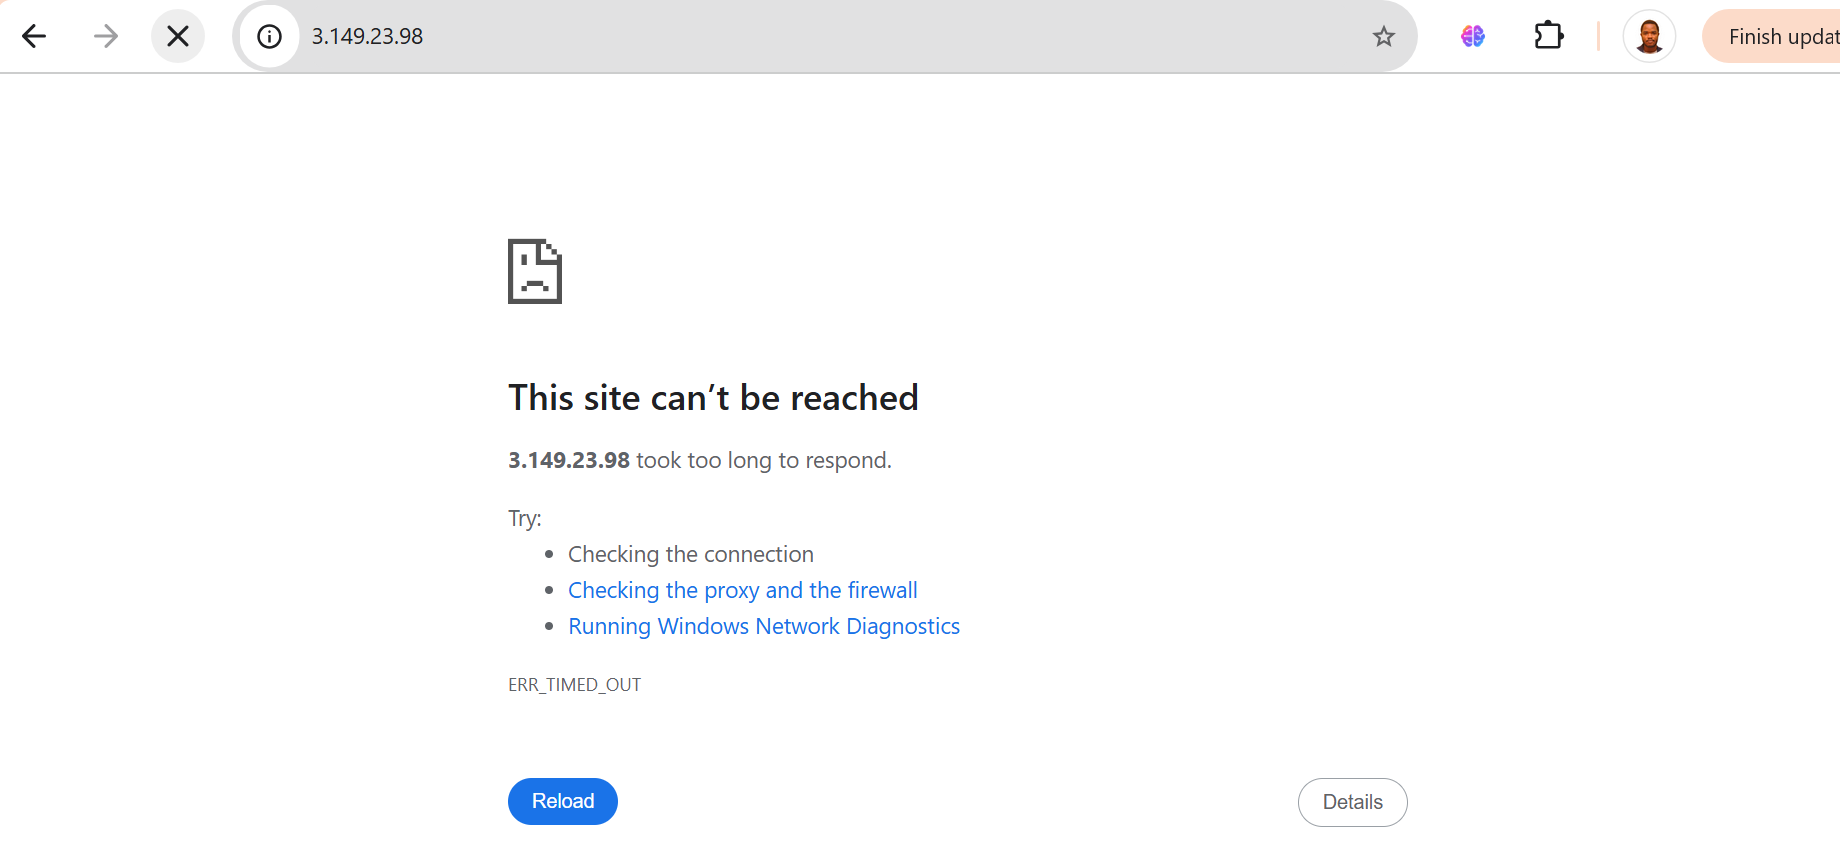 3.149.23.98
Finish updat
This site can’t be reached
3.149.23.98 took too long to respond.
Try:
Checking the connection
Checking the proxy and the firewall
Running Windows Network Diagnostics
ERR_TIMED_OUT
Reload
Details